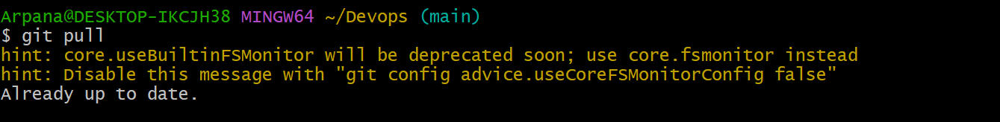 Arpana@DESKTOP-IKCJH38 MINGW64 ~/Devops (main)
$ git pull
hint: core.useBuiltinFSMonitor will be deprecated soon; use core.fsmonitor instead
hint: Disable this message with "git config advice.useCoreFSMonitorConfig false"
Already up to date.